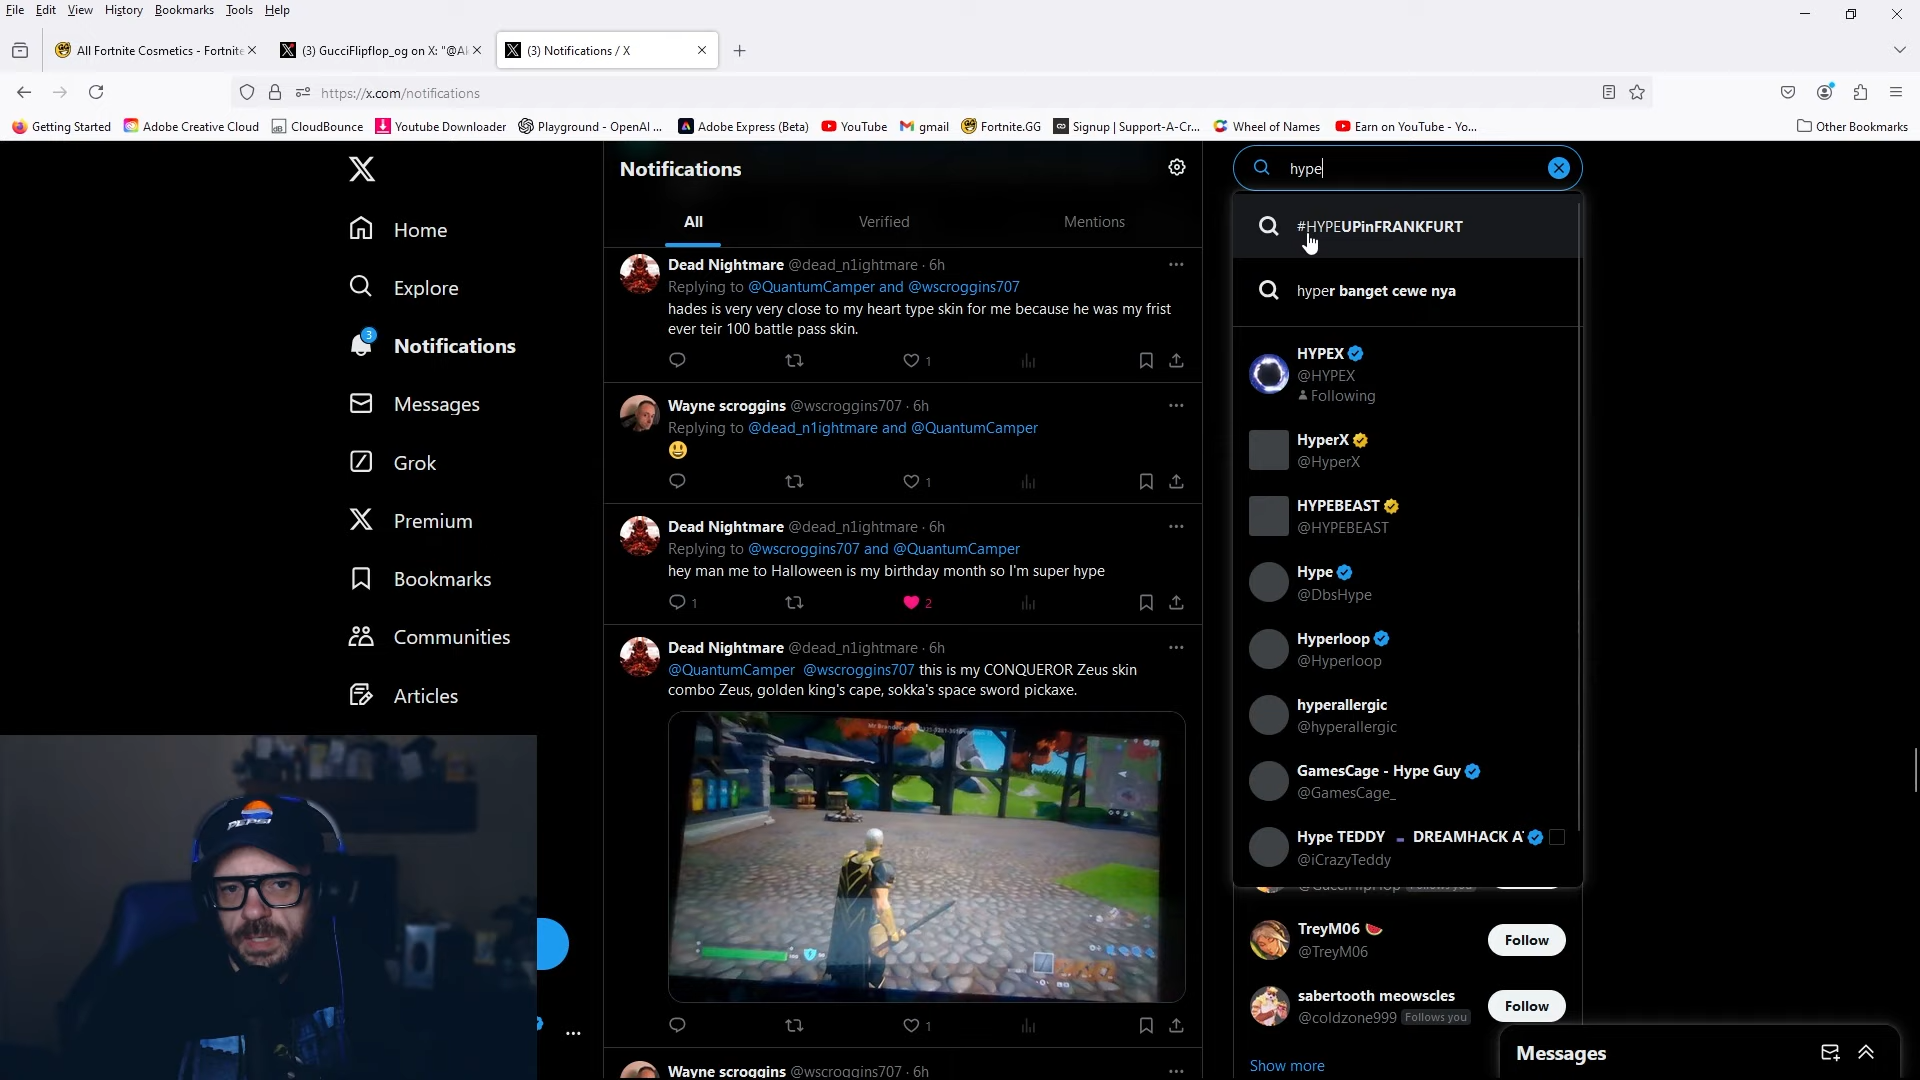 File Edit View History Bookmarks Tools Help
All Fortnite Cosmetics - Fortnite
(3) GucciFlipflop_og on X: "@Al
(3) Notifications / X
https://x.com/notifications
Getting Started
Adobe Creative Cloud
CloudBounce
Youtube Downloader
Playground - OpenAI ...
Adobe Express (Beta)
YouTube
gmail
Fortnite.GG
Signup | Support-A-Cr...
Wheel of Names
Earn on YouTube - Yo...
Other Bookmarks
Home
Explore
3
Notifications
Messages
Grok
Premium
Bookmarks
Communities
Articles
PEPSI
Notifications
All
Verified
Mentions
Dead Nightmare @dead_n1ightmare · 6h
Replying to @QuantumCamper and @wscroggins707
hades is very very close to my heart type skin for me because he was my frist
ever teir 100 battle pass skin.
1
Wayne scroggins @wscroggins707 · 6h
Replying to @dead_n1ightmare and @QuantumCamper
1
Dead Nightmare @dead_n1ightmare · 6h
Replying to @wscroggins707 and @QuantumCamper
hey man me to Halloween is my birthday month so I'm super hype
1
2
Dead Nightmare @dead_n1ightmare · 6h
@QuantumCamper @wscroggins707 this is my CONQUEROR Zeus skin
combo Zeus, golden king's cape, sokka's space sword pickaxe.
1
Wayne scroggins @wscroggins707 · 6h
hype
#HYPEUPinFRANKFURT
hyper banget cewe nya
HYPEX
@HYPEX
Following
HyperX
@HyperX
HYPEBEAST
@HYPEBEAST
Hype
@DbsHype
Hyperloop
@Hyperloop
hyperallergic
@hyperallergic
GamesCage - Hype Guy
@GamesCage_
Hype TEDDY - DREAMHACK A
@iCrazyTeddy
TreyM06
@TreyM06
Follow
sabertooth meowscles
@coldzone999 Follows you
Follow
Show more
Messages